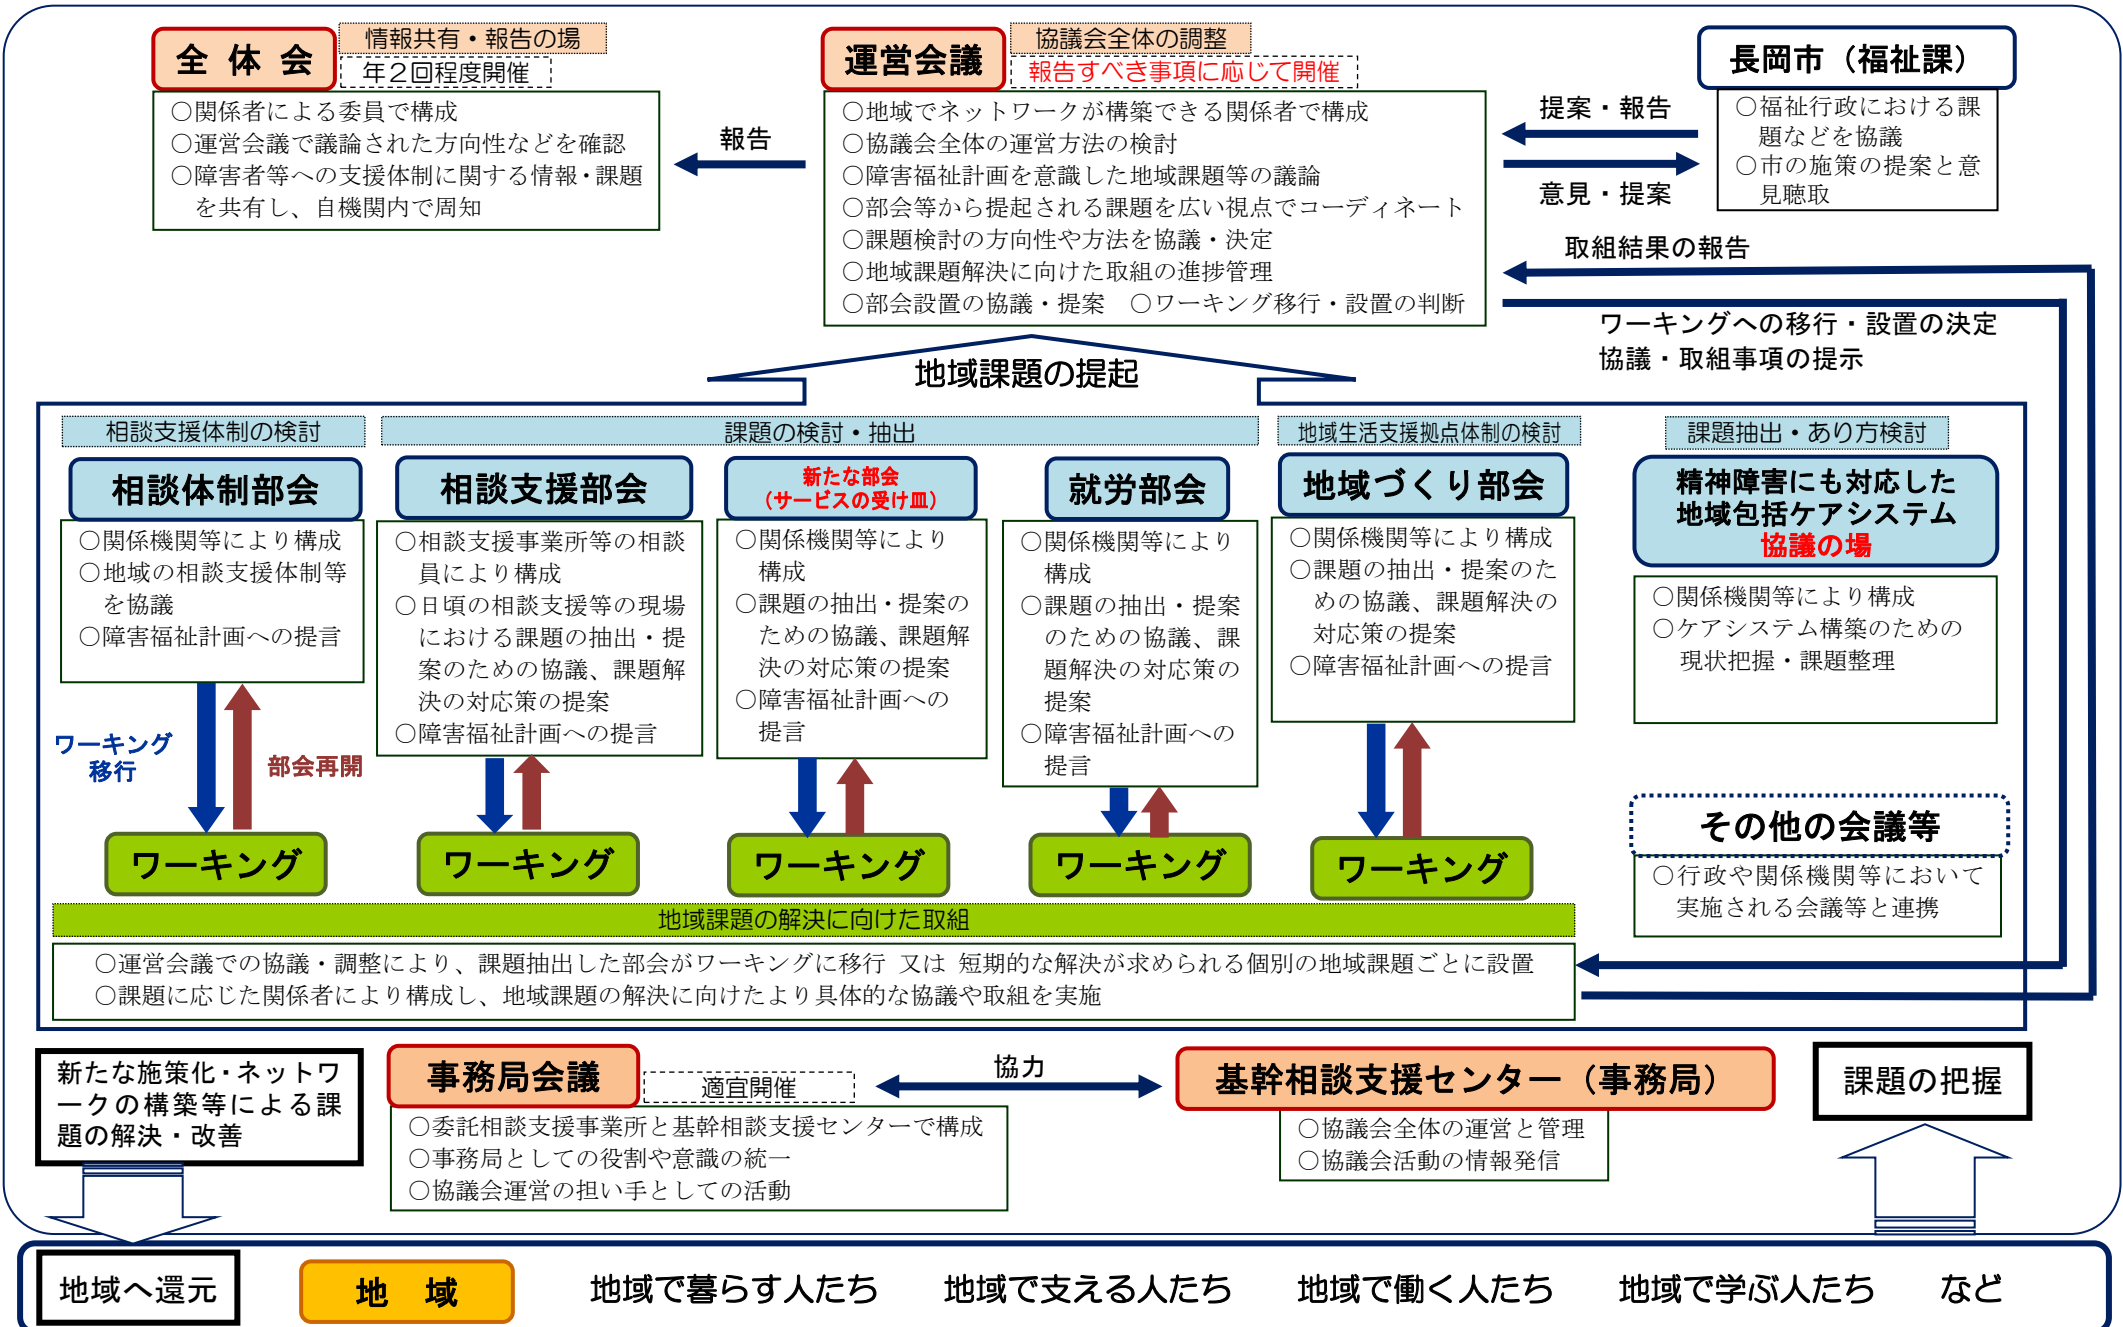 全 体 会
情報共有・報告の場
年２回程度開催
○関係者による委員で構成
○運営会議で議論された方向性などを確認
○障害者等への支援体制に関する情報・課題
を共有し、自機関内で周知
報告
運営会議
協議会全体の調整
報告すべき事項に応じて開催
○地域でネットワークが構築できる関係者で構成
○協議会全体の運営方法の検討
○障害福祉計画を意識した地域課題等の議論
○部会等から提起される課題を広い視点でコーディネート
○課題検討の方向性や方法を協議・決定
○地域課題解決に向けた取組の進捗管理
○部会設置の協議・提案　○ワーキング移行・設置の判断
長岡市（福祉課）
○福祉行政における課
題などを協議
○市の施策の提案と意
見聴取
提案・報告
意見・提案
取組結果の報告
ワーキングへの移行・設置の決定
協議・取組事項の提示
地域課題の提起
相談支援体制の検討
課題の検討・抽出
地域生活支援拠点体制の検討
課題抽出・あり方検討
相談体制部会
○関係機関等により構成
○地域の相談支援体制等
を協議
○障害福祉計画への提言
相談支援部会
○相談支援事業所等の相談
員により構成
○日頃の相談支援等の現場
における課題の抽出・提
案のための協議、課題解
決の対応策の提案
○障害福祉計画への提言
新たな部会
（サービスの受け皿）
○関係機関等により
構成
○課題の抽出・提案の
ための協議、課題解
決の対応策の提案
○障害福祉計画への
提言
就労部会
○関係機関等により
構成
○課題の抽出・提案
のための協議、課
題解決の対応策の
提案
○障害福祉計画への
提言
地域づくり部会
○関係機関等により構成
○課題の抽出・提案のた
めの協議、課題解決の
対応策の提案
○障害福祉計画への提言
精神障害にも対応した
地域包括ケアシステム
協議の場
○関係機関等により構成
○ケアシステム構築のための
現状把握・課題整理
ワーキング
移行
部会再開
ワーキング
ワーキング
ワーキング
ワーキング
ワーキング
その他の会議等
○行政や関係機関等において
実施される会議等と連携
地域課題の解決に向けた取組
○運営会議での協議・調整により、課題抽出した部会がワーキングに移行 又は 短期的な解決が求められる個別の地域課題ごとに設置
○課題に応じた関係者により構成し、地域課題の解決に向けたより具体的な協議や取組を実施
新たな施策化・ネットワ
ークの構築等による課
題の解決・改善
事務局会議
適宜開催
○委託相談支援事業所と基幹相談支援センターで構成
○事務局としての役割や意識の統一
○協議会運営の担い手としての活動
協力
基幹相談支援センター（事務局）
○協議会全体の運営と管理
○協議会活動の情報発信
課題の把握
地域へ還元
地　域
地域で暮らす人たち　地域で支える人たち　地域で働く人たち　地域で学ぶ人たち　など